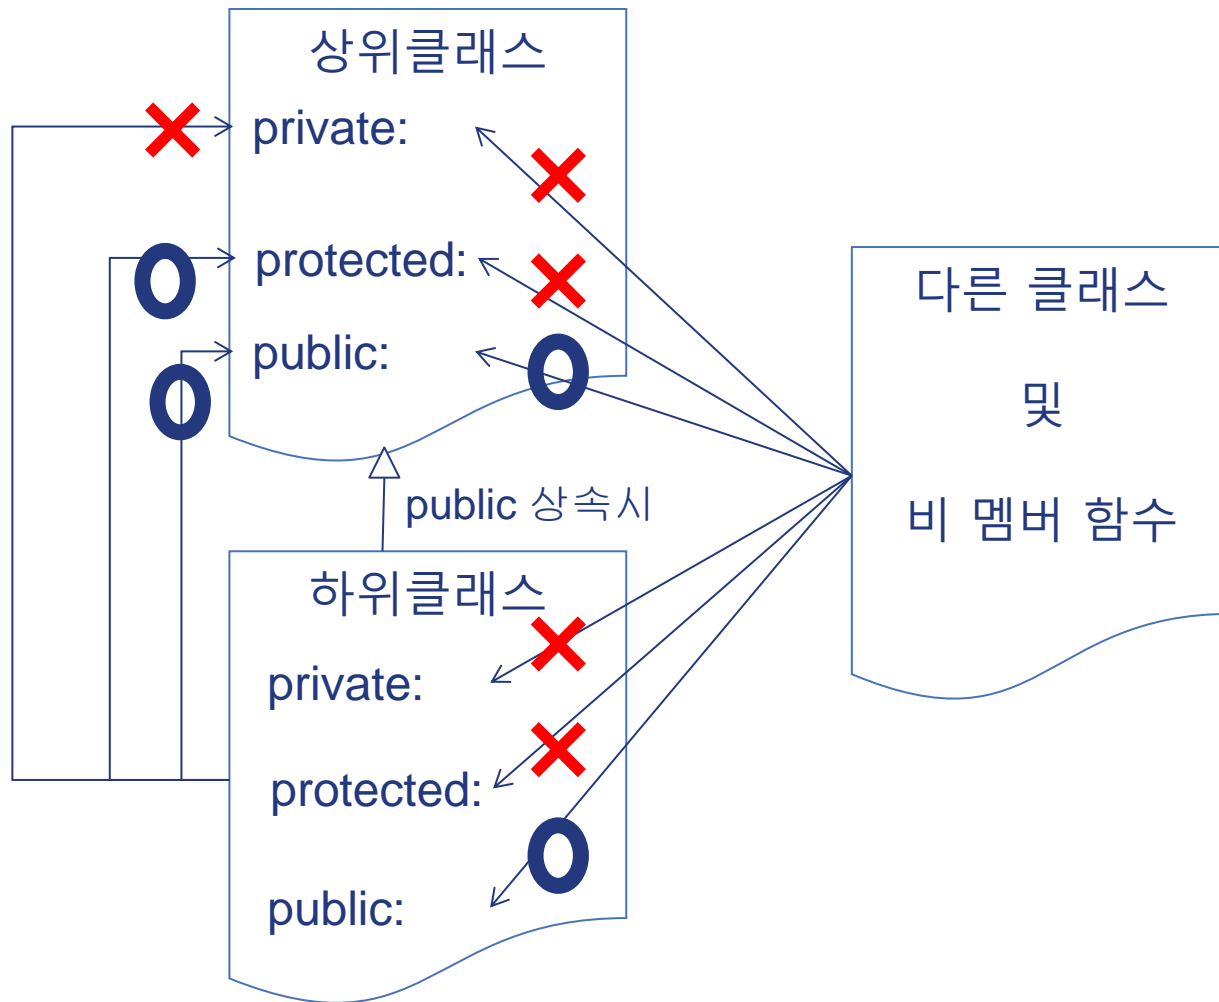 상위클래스
private:
protected:
public:
다른 클래스
및
비 멤버 함수
public 상속시
하위클래스
private:
protected:
public: